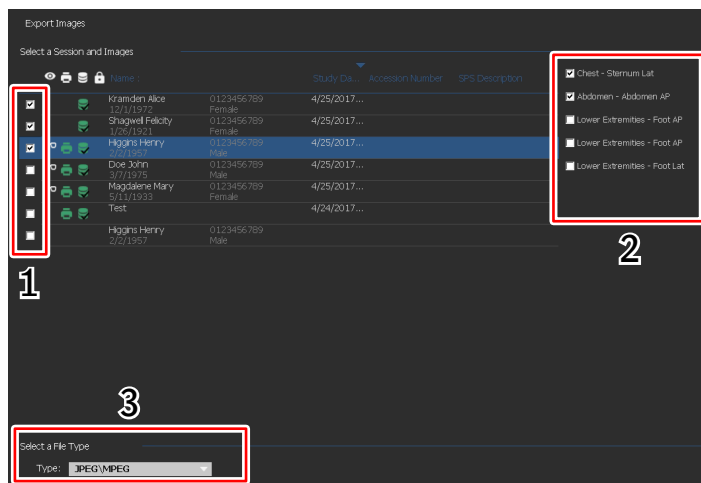 Export Images
Select a Session and Images
Name : Study Da... Accession Number SPS Description
Kramden Alice 0123456789 4/25/2017...
12/1/1972 Female
Shagwell Felicity 0123456789 4/25/2017...
1/26/1921 Female
Higgins Henry 0123456789 4/25/2017...
2/2/1957 Male
Doe John 0123456789 4/25/2017...
3/7/1975 Male
Magdalene Mary 0123456789 4/25/2017...
5/11/1933 Female
Test 4/24/2017...
Higgins Henry 0123456789
2/2/1957 Male
1
Chest - Sternum Lat
Abdomen - Abdomen AP
Lower Extremities - Foot AP
Lower Extremities - Foot AP
Lower Extremities - Foot Lat
2
3
Select a File Type
Type: JPEG\MPEG